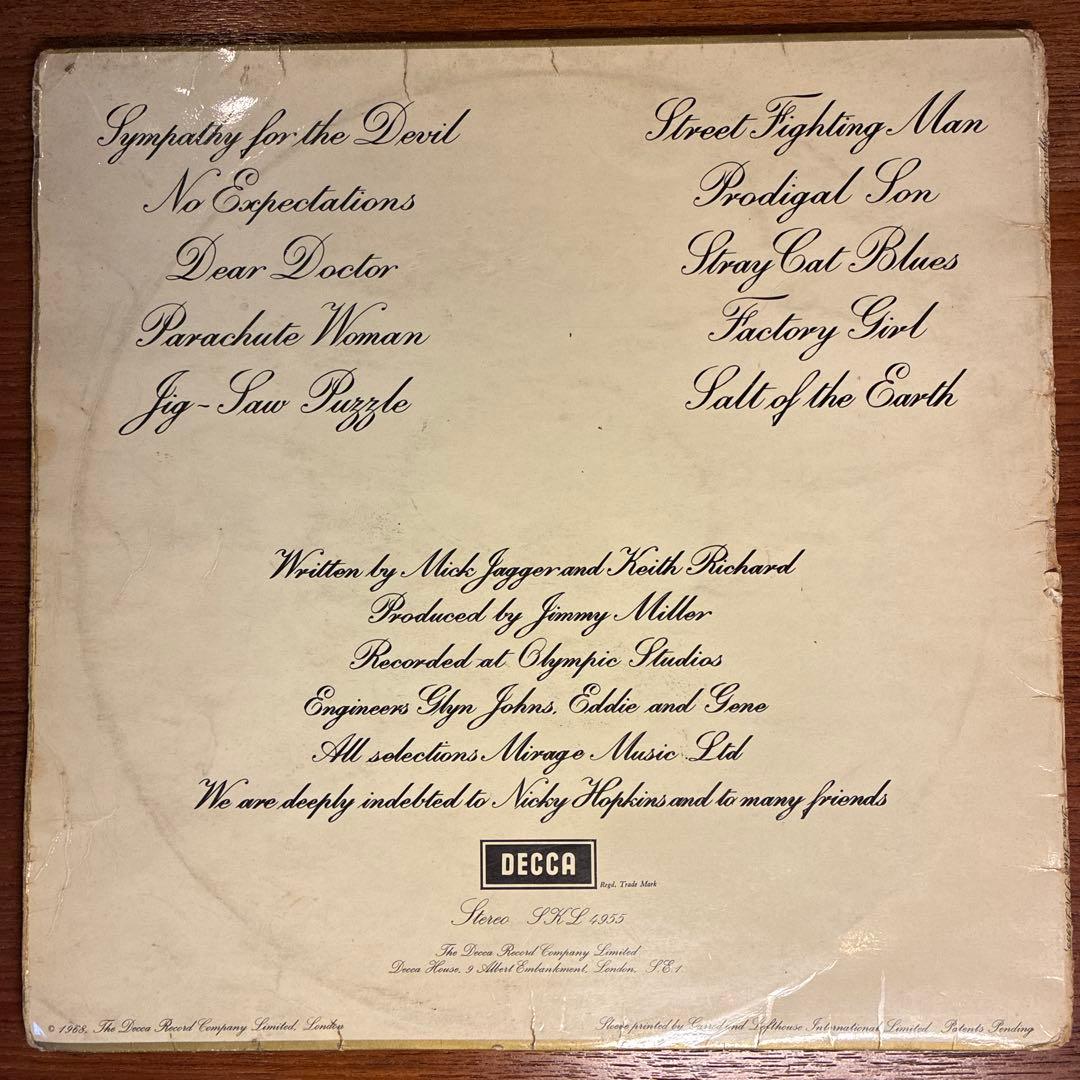 Sympathy for the Devil
No Expectations
Dear Doctor
Parachute Woman
Jig-Saw Puzzle
Street Fighting Man
Prodigal Son
Stray Cat Blues
Factory Girl
Salt of the Earth
Written by Mick Jagger and Keith Richard
Produced by Jimmy Miller
Recorded at Olympic Studios
Engineers Glyn Johns, Eddie and Gene
All selections Mirage Music Ltd
We are deeply indebted to Nicky Hopkins and to many friends
DECCA
Regd. Trade Mark
Stereo SKL 4955
The Decca Record Company Limited
Decca House, 9 Albert Embankment, London, S.E.1.
© 1968, The Decca Record Company Limited, London
Sleeve printed by Garrod and Lofthouse International Limited Patents Pending